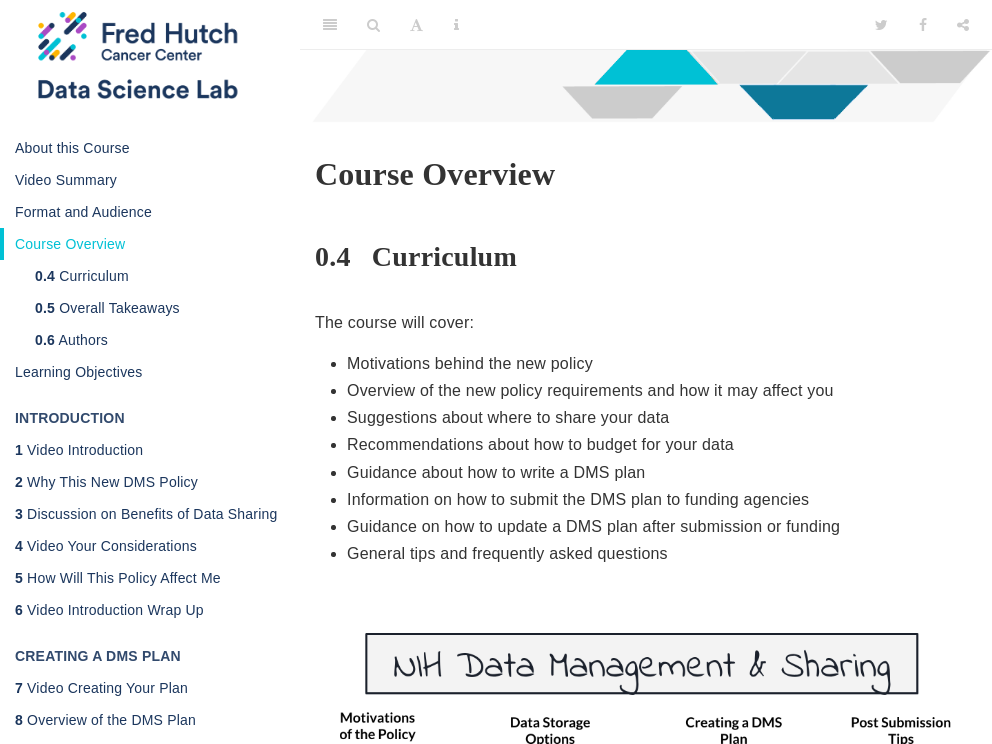 Fred Hutch
Cancer Center
Data Science Lab
About this Course
Video Summary
Format and Audience
Course Overview
0.4 Curriculum
0.5 Overall Takeaways
0.6 Authors
Learning Objectives
INTRODUCTION
1 Video Introduction
2 Why This New DMS Policy
3 Discussion on Benefits of Data Sharing
4 Video Your Considerations
5 How Will This Policy Affect Me
6 Video Introduction Wrap Up
CREATING A DMS PLAN
7 Video Creating Your Plan
8 Overview of the DMS Plan
Course Overview
0.4 Curriculum
The course will cover:
• Motivations behind the new policy
• Overview of the new policy requirements and how it may affect you
• Suggestions about where to share your data
• Recommendations about how to budget for your data
• Guidance about how to write a DMS plan
• Information on how to submit the DMS plan to funding agencies
• Guidance on how to update a DMS plan after submission or funding
• General tips and frequently asked questions
NIH Data Management & Sharing
Motivations
of the Policy
Data Storage
Options
Creating a DMS
Plan
Post Submission
Tips